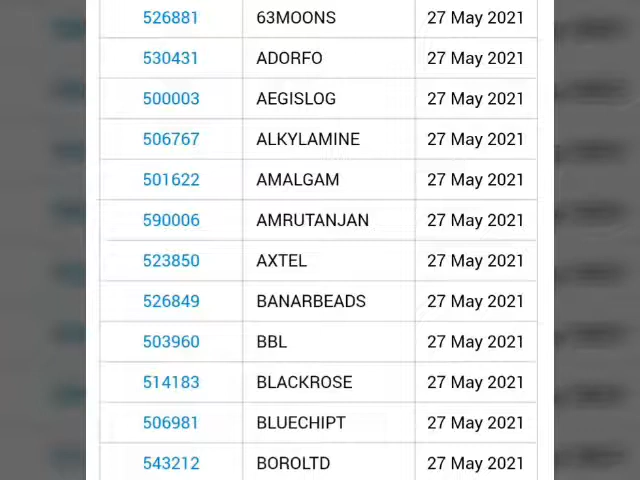 526881 63MOONS 27 May 2021
530431 ADORFO 27 May 2021
500003 AEGISLOG 27 May 2021
506767 ALKYLAMINE 27 May 2021
501622 AMALGAM 27 May 2021
590006 AMRUTANJAN 27 May 2021
523850 AXTEL 27 May 2021
526849 BANARBEADS 27 May 2021
503960 BBL 27 May 2021
514183 BLACKROSE 27 May 2021
506981 BLUECHIPT 27 May 2021
543212 BOROLTD 27 May 2021